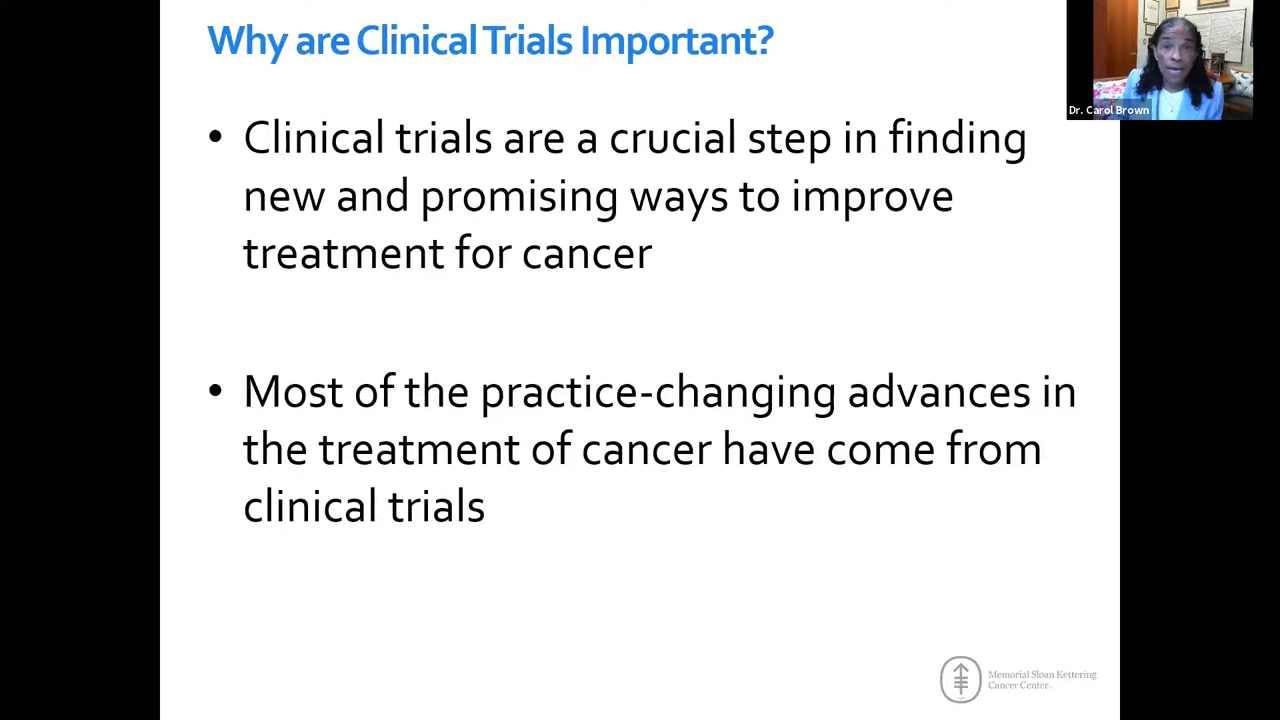 Why are Clinical Trials Important?
Dr. Carol Brown
• Clinical trials are a crucial step in finding
new and promising ways to improve
treatment for cancer
• Most of the practice-changing advances in
the treatment of cancer have come from
clinical trials
Memorial Sloan Kettering
Cancer Center